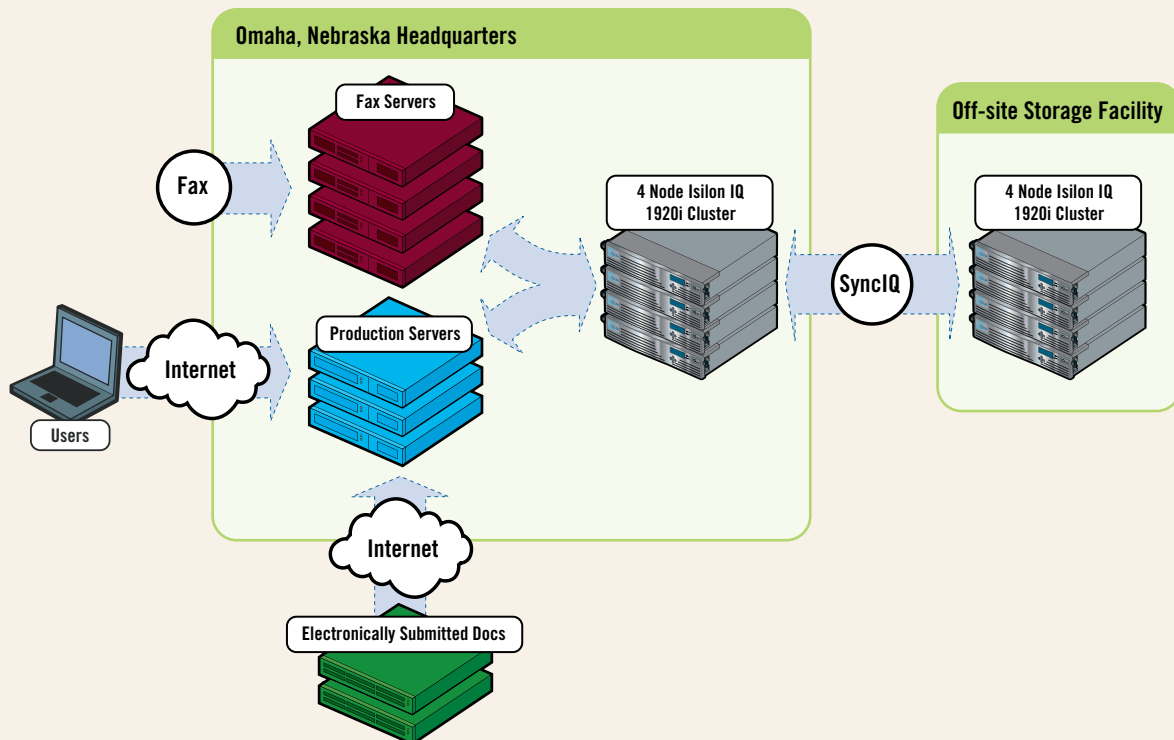 Omaha, Nebraska Headquarters
Fax Servers
Off-site Storage Facility
Fax
4 Node Isilon IQ
1920i Cluster
4 Node Isilon IQ
1920i Cluster
SyncIQ
Production Servers
Internet
Users
Internet
Electronically Submitted Docs